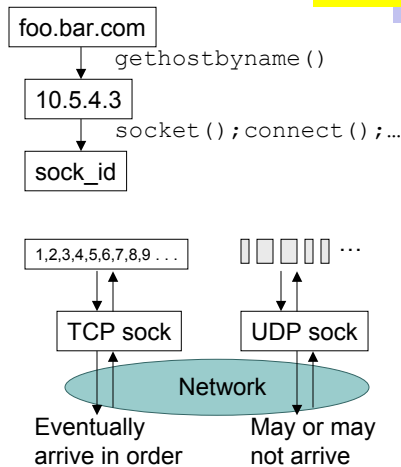 foo.bar.com
gethostbyname()
10.5.4.3
socket();connect();…
sock_id
1,2,3,4,5,6,7,8,9 . . .
…
TCP sock
UDP sock
Network
Eventually
arrive in order
May or may
not arrive